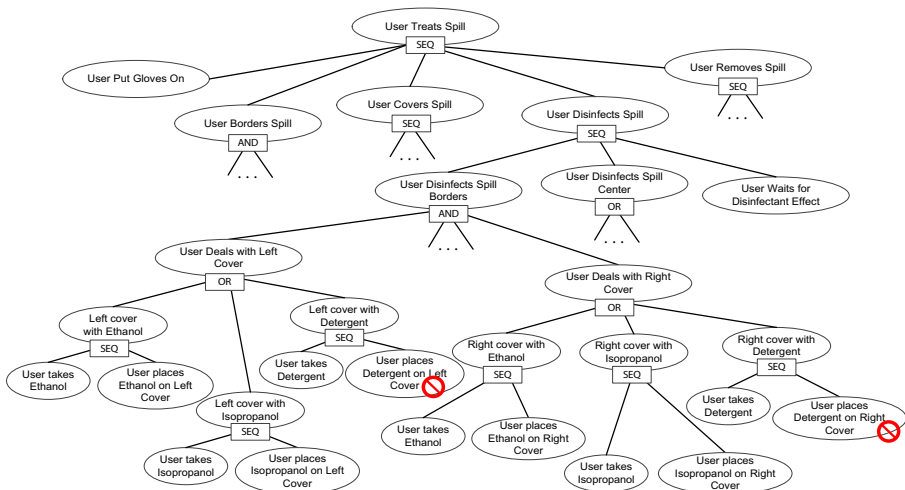 User Treats Spill
SEQ
User Put Gloves On
User Borders Spill
AND
. . .
User Covers Spill
SEQ
. . .
User Disinfects Spill
SEQ
User Removes Spill
SEQ
. . .
User Disinfects Spill
Borders
AND
. . .
User Disinfects Spill
Center
OR
. . .
User Waits for
Disinfectant Effect
User Deals with Left
Cover
OR
User Deals with Right
Cover
OR
Left cover
with Ethanol
SEQ
User takes
Ethanol
User places
Ethanol on Left
Cover
Left cover with
Isopropanol
SEQ
User takes
Isopropanol
User places
Isopropanol on Left
Cover
Left cover with
Detergent
SEQ
User takes
Detergent
User places
Detergent on Left
Cover
Right cover with
Ethanol
SEQ
User takes
Ethanol
User places
Ethanol on Right
Cover
Right cover with
Isopropanol
SEQ
User takes
Isopropanol
User places
Isopropanol on Right
Cover
Right cover with
Detergent
SEQ
User takes
Detergent
User places
Detergent on Right
Cover